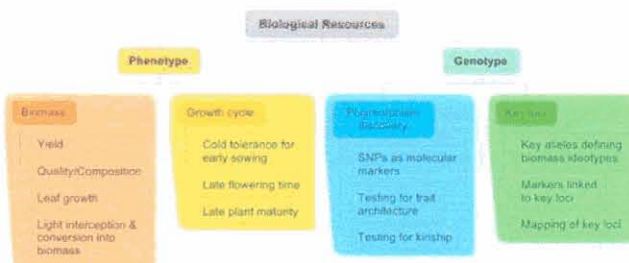 Biological Resources
Phenotype
Genotype
Biomass
Yield
Quality/Composition
Leaf growth
Light interception &
conversion into
biomass
Growth cycle
Cold tolerance for
early sowing
Late flowering time
Late plant maturity
Polymorphism
discovery
SNPs as molecular
markers
Testing for trait
architecture
Testing for kinship
Key loci
Key alleles defining
biomass ideotypes
Markers linked
to key loci
Mapping of key loci